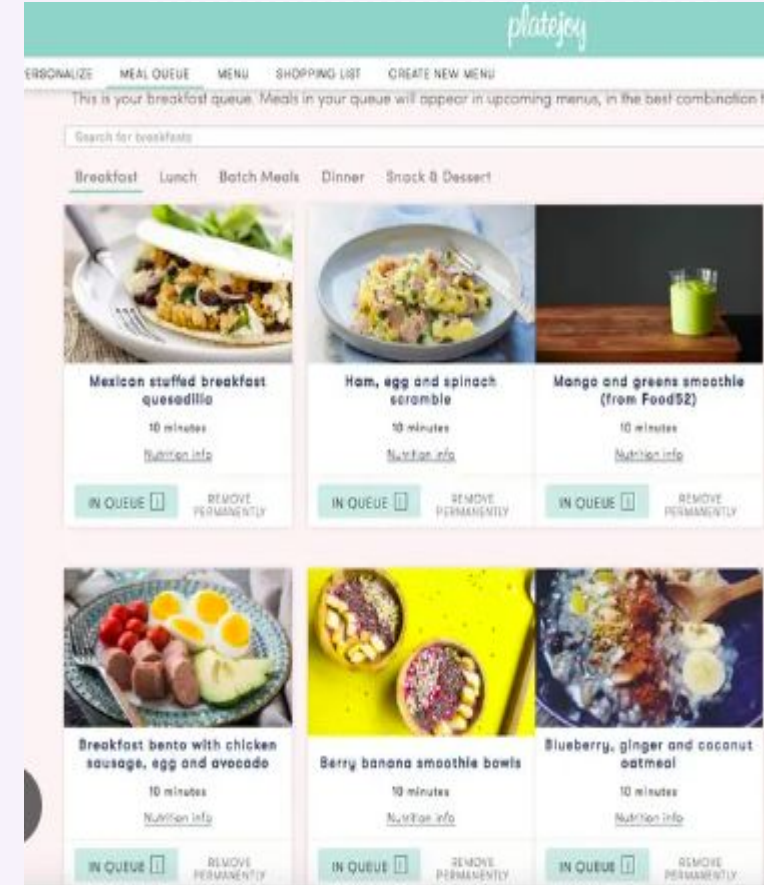 platejoy
ERSONALIZE MEAL QUEUE MENU SHOPPING LIST CREATE NEW MENU
This is your breakfast queue. Meals in your queue will appear in upcoming menus, in the best combination
Search for breakfasts
Breakfast Lunch Batch Meals Dinner Snack & Dessert
Mexican stuffed breakfast
quesadilla
10 minutes
Nutrition info
IN QUEUE REMOVE
PERMANENTLY
Ham, egg and spinach
scramble
10 minutes
Nutrition info
IN QUEUE REMOVE
PERMANENTLY
Mango and greens smoothie
(from Food52)
10 minutes
Nutrition info
IN QUEUE REMOVE
PERMANENTLY
Breakfast bento with chicken
sausage, egg and avocado
10 minutes
Nutrition info
IN QUEUE REMOVE
PERMANENTLY
Berry banana smoothie bowls
10 minutes
Nutrition info
IN QUEUE REMOVE
PERMANENTLY
Blueberry, ginger and coconut
oatmeal
10 minutes
Nutrition info
IN QUEUE REMOVE
PERMANENTLY